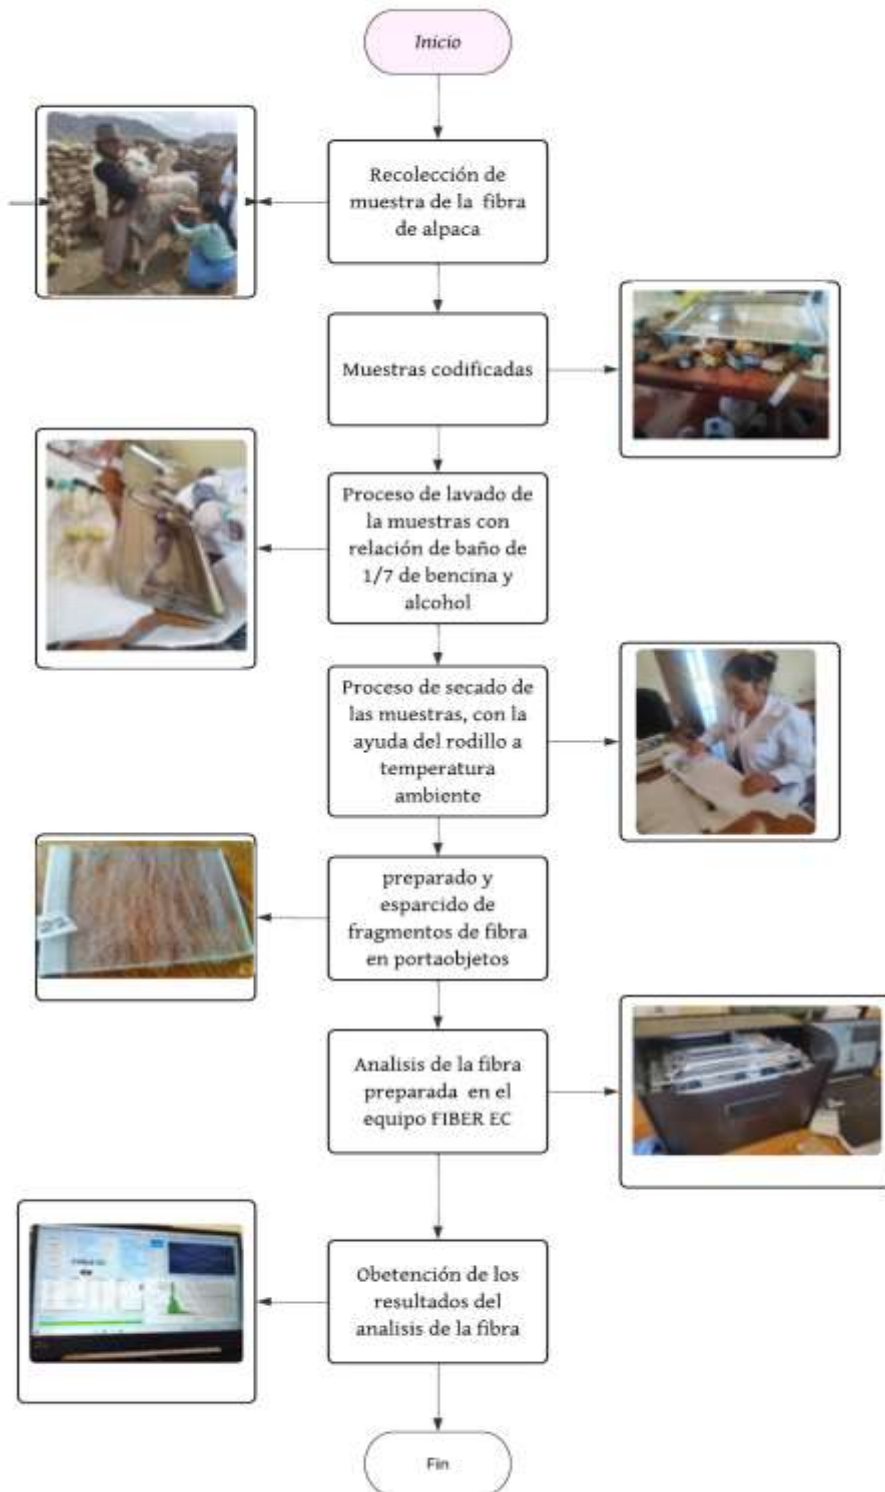 Inicio
Recolección de
muestra de la fibra
de alpaca
Muestras codificadas
Proceso de lavado de
la muestras con
relación de baño de
1/7 de bencina y
alcohol
Proceso de secado de
las muestras, con la
ayuda del rodillo a
temperatura
ambiente
preparado y
esparcido de
fragmentos de fibra
en portaobjetos
Analisis de la fibra
preparada en el
equipo FIBER EC
Obetención de los
resultados del
analisis de la fibra
Fin